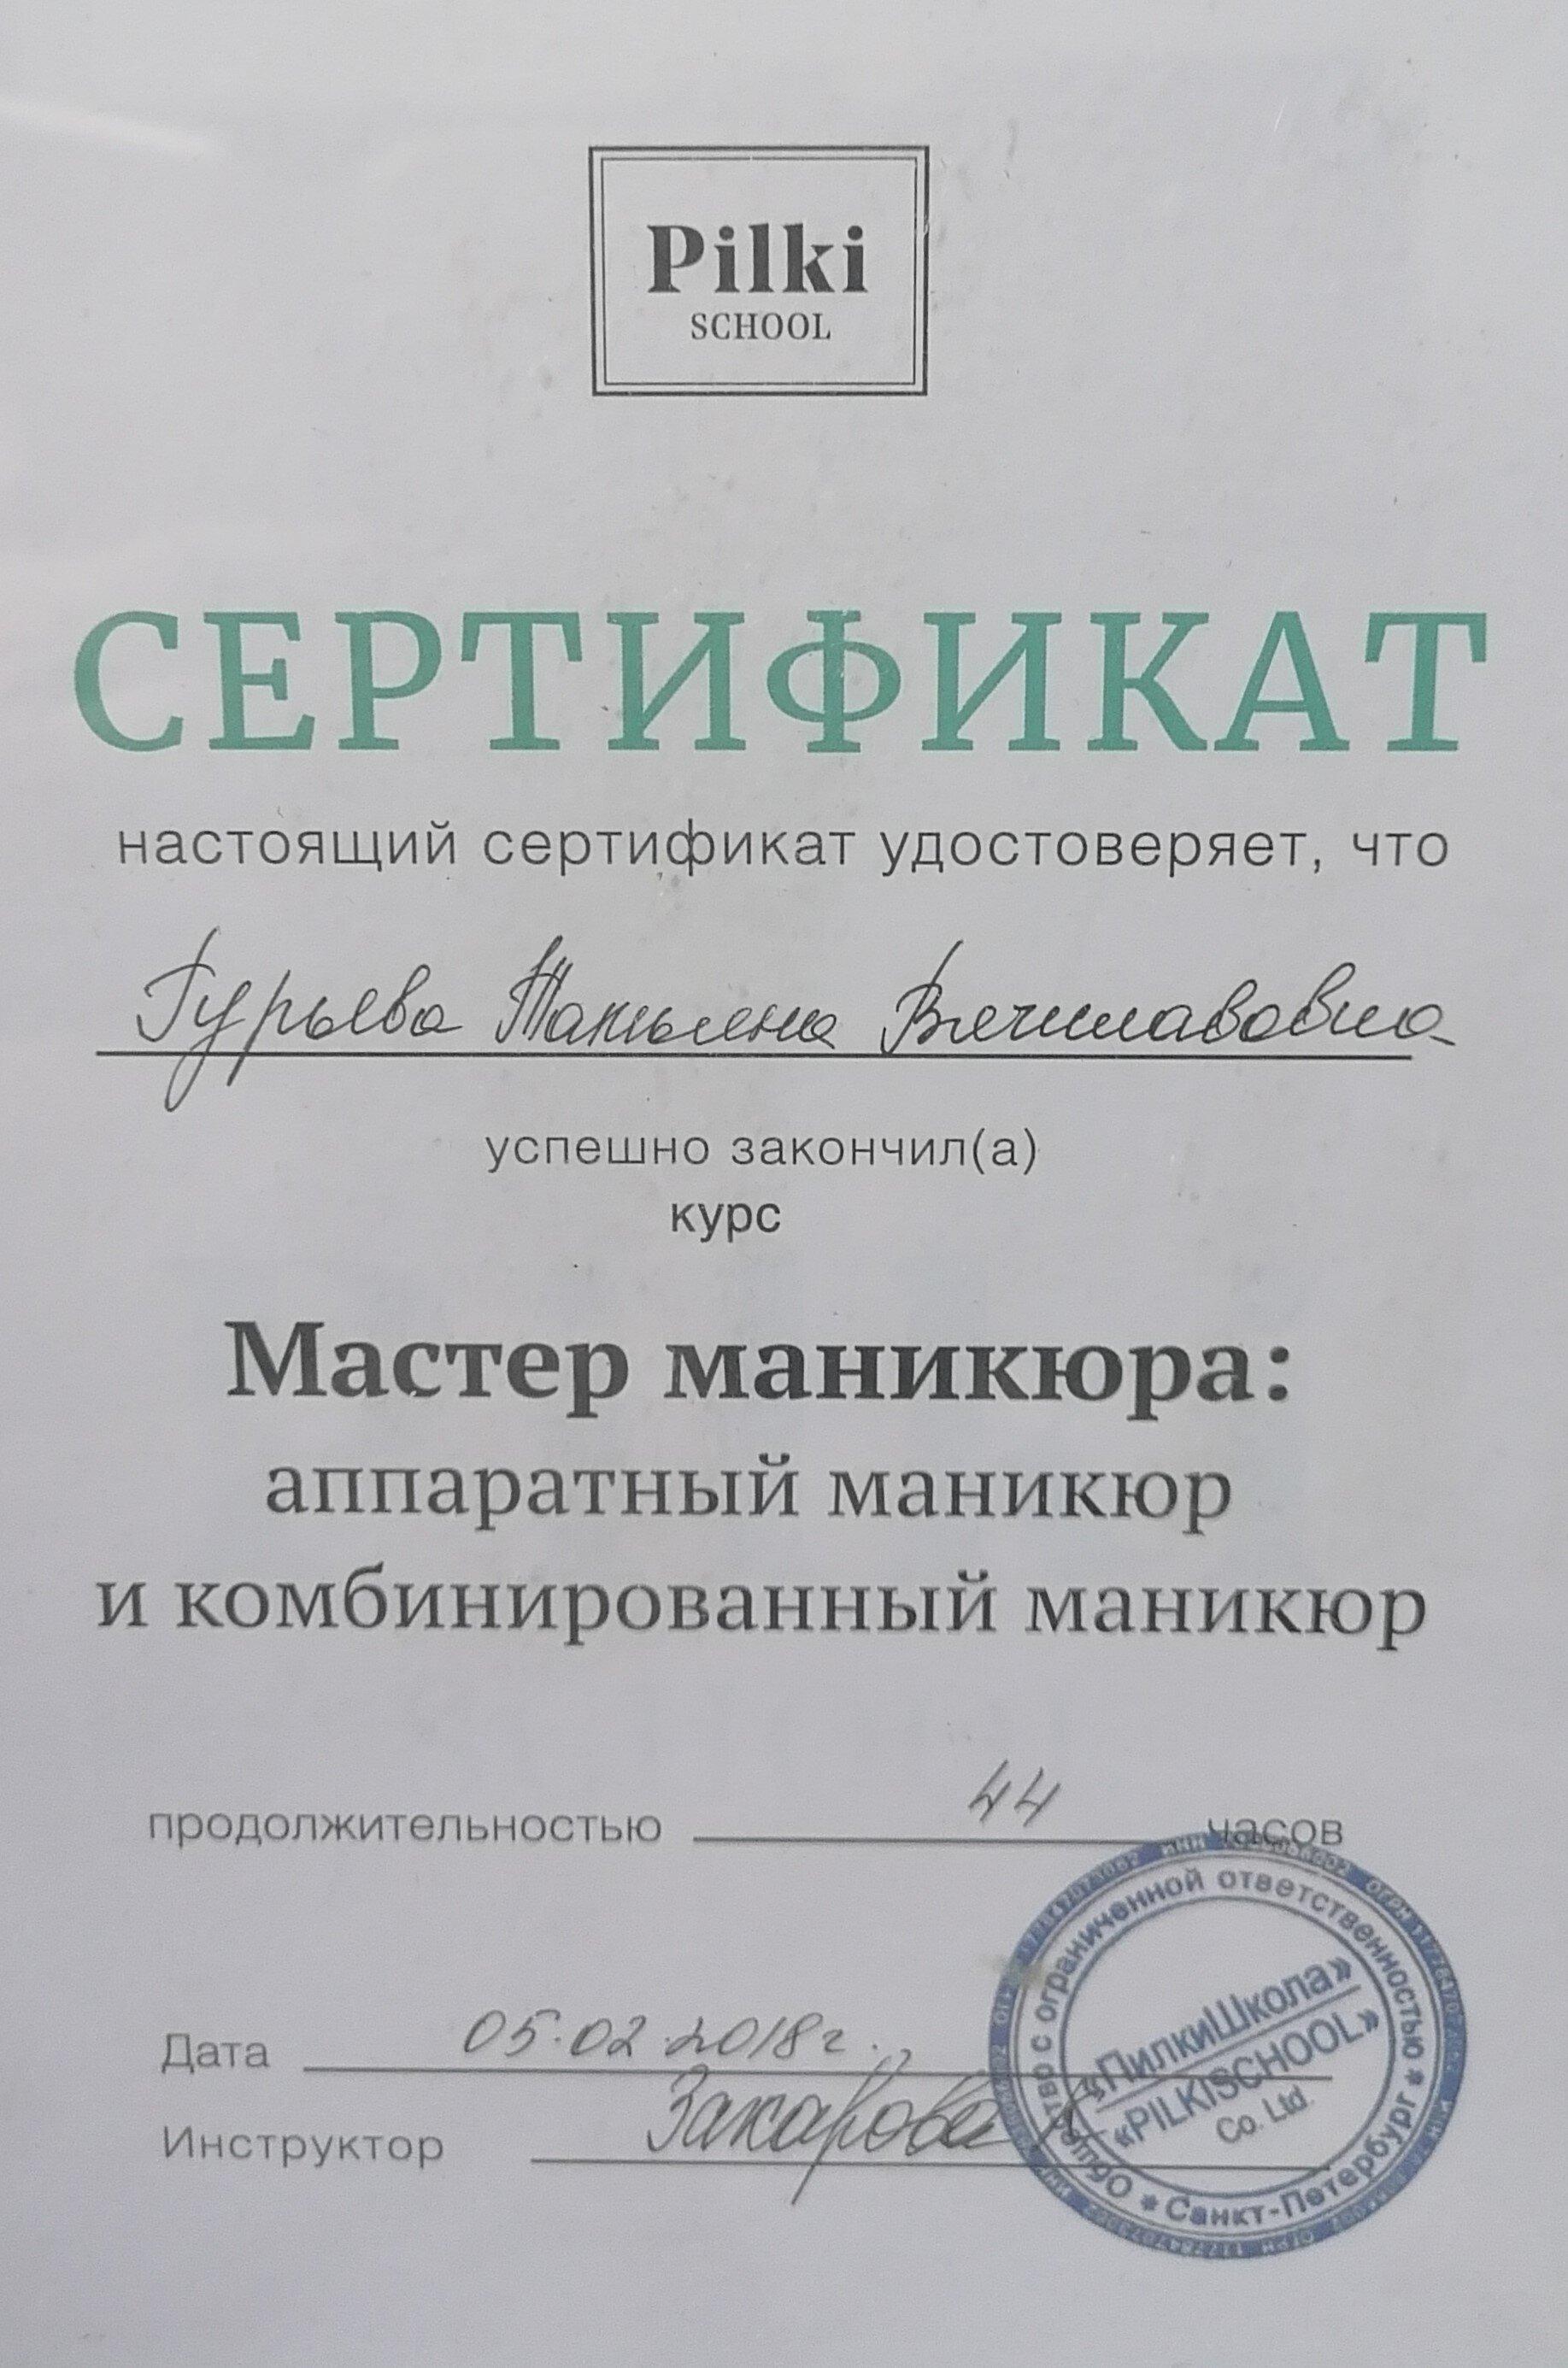 Pilki
SCHOOL
СЕРТИФИКАТ
настоящий сертификат удостоверяет, что
Гурьева Татьяна Вячеславовна
успешно закончил(а)
курс
Мастер маникюра:
аппаратный маникюр
и комбинированный маникюр
продолжительностью 44 часов
Дата 05.02.2018г.
Инструктор Захарова
Общество с ограниченной ответственностью * Санкт-Петербург *
«ПилкиШкола»
«PILKISCHOOL»
Co. Ltd.